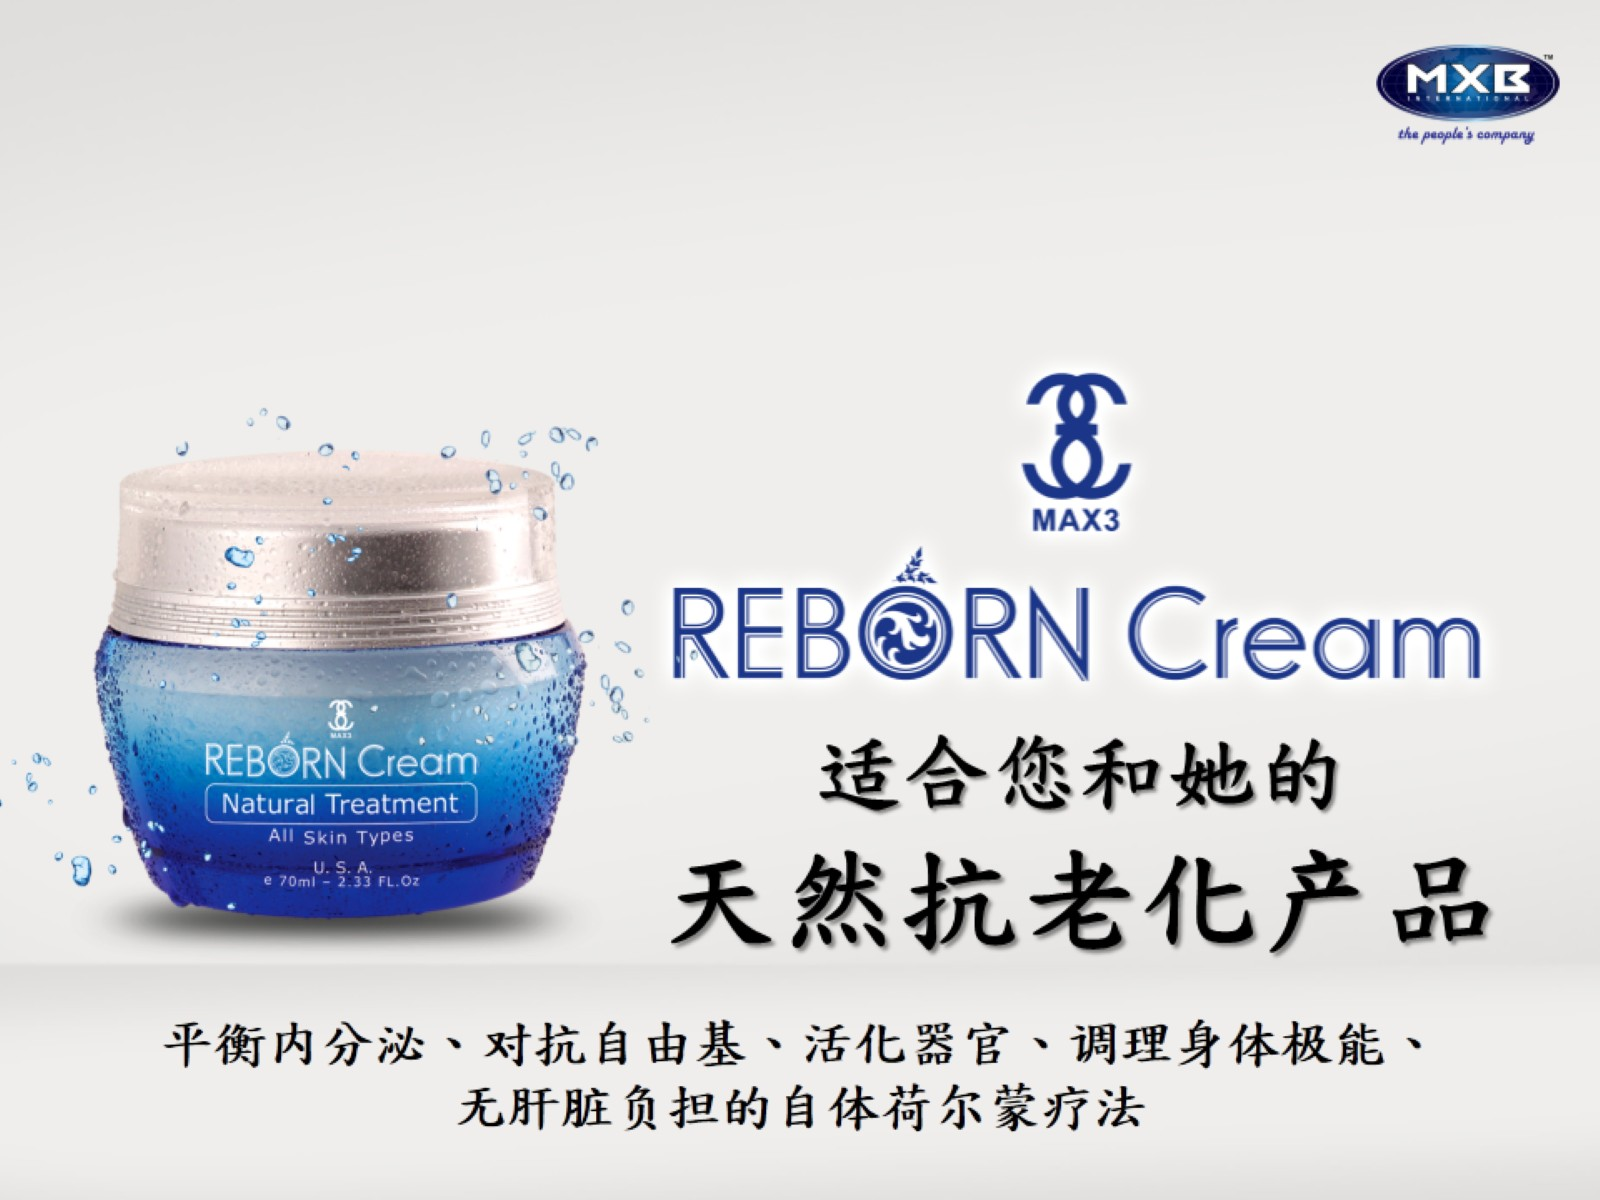 MXB
TM
INTERNATIONAL
the people's company
MAX3
REBORN Cream
适合您和她的
天然抗老化产品
MAX3
REBORN Cream
Natural Treatment
All Skin Types
U. S. A.
e 70ml – 2.33 FL.Oz
平衡内分泌、对抗自由基、活化器官、调理身体极能、
无肝脏负担的自体荷尔蒙疗法